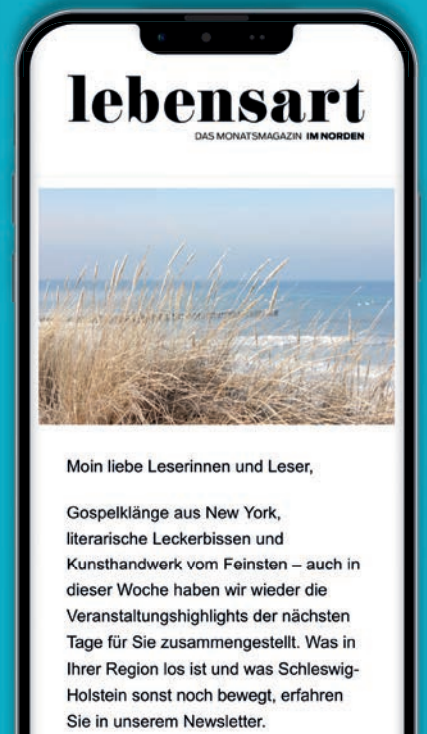 lebensart
DAS MONATSMAGAZIN IM NORDEN
Moin liebe Leserinnen und Leser,
Gospelklänge aus New York,
literarische Leckerbissen und
Kunsthandwerk vom Feinsten – auch in
dieser Woche haben wir wieder die
Veranstaltungshighlights der nächsten
Tage für Sie zusammengestellt. Was in
Ihrer Region los ist und was Schleswig-
Holstein sonst noch bewegt, erfahren
Sie in unserem Newsletter.